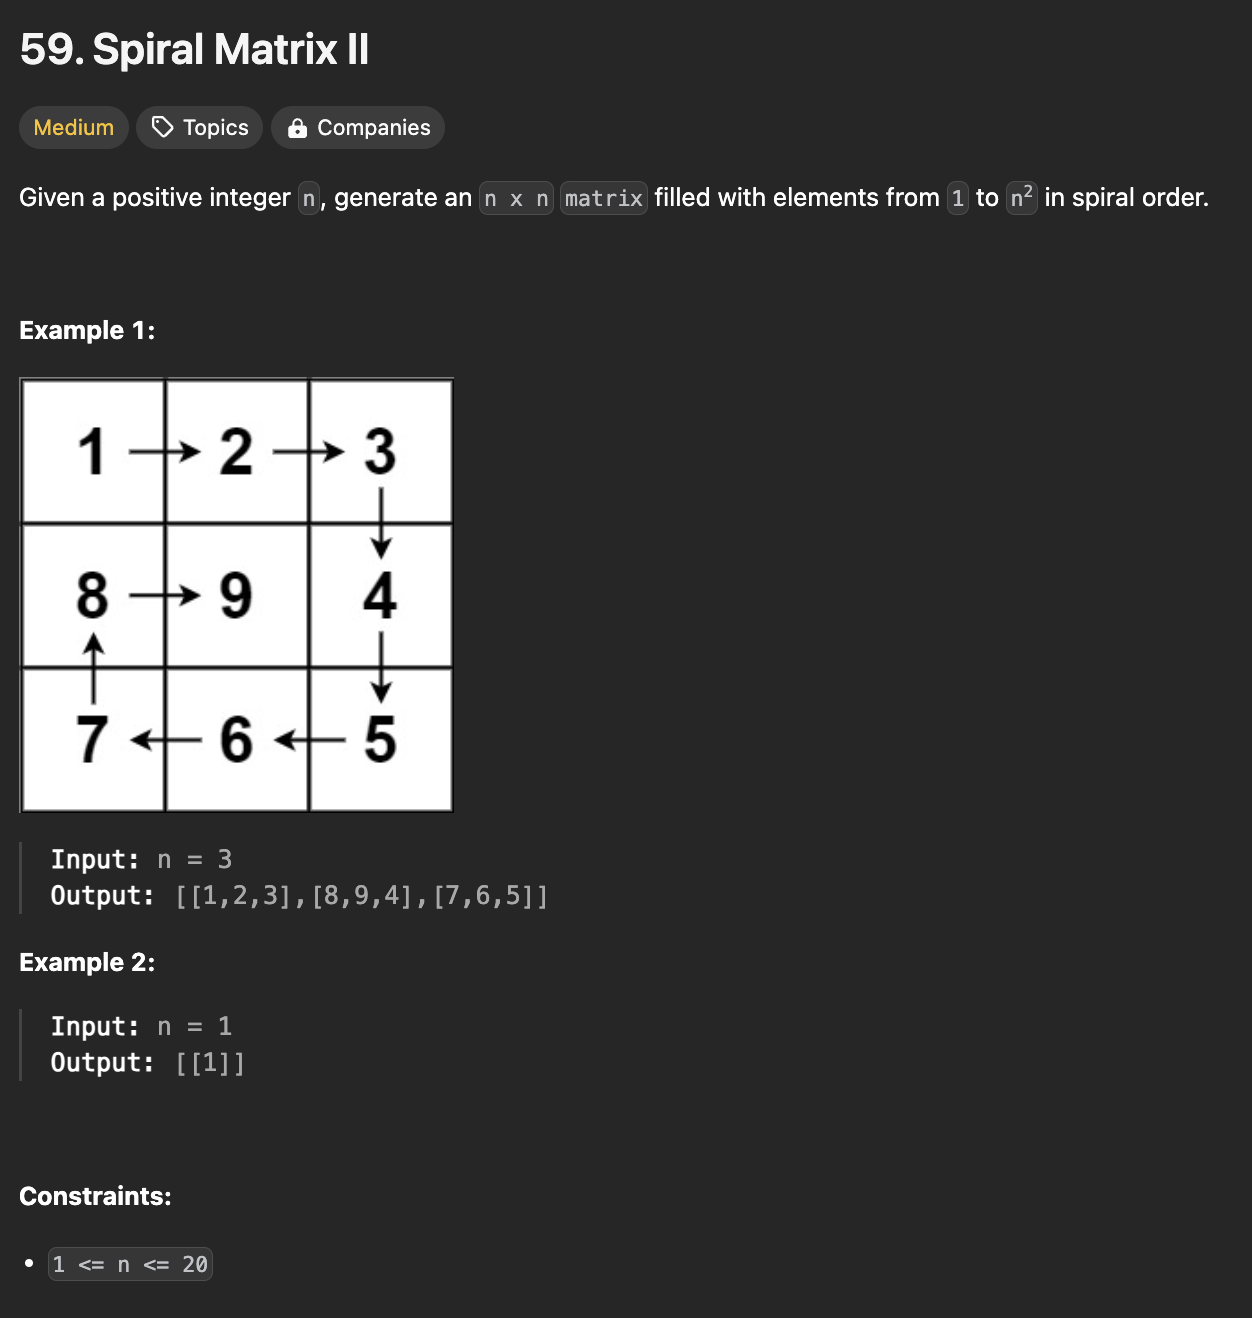 59. Spiral Matrix II
Medium Topics Companies
Given a positive integer n, generate an n x n matrix filled with elements from 1 to n² in spiral order.
Example 1:
1 2 3
8 9 4
7 6 5
Input: n = 3
Output: [[1,2,3],[8,9,4],[7,6,5]]
Example 2:
Input: n = 1
Output: [[1]]
Constraints:
• 1 <= n <= 20